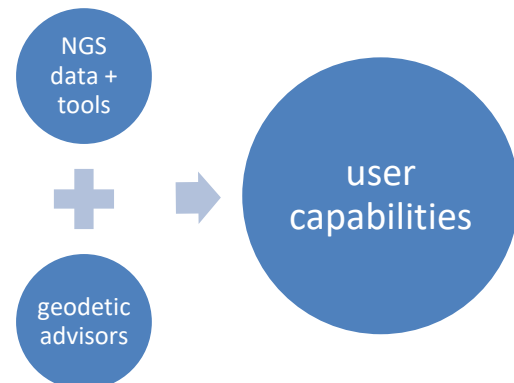 NGS
data +
tools
geodetic
advisors
user
capabilities